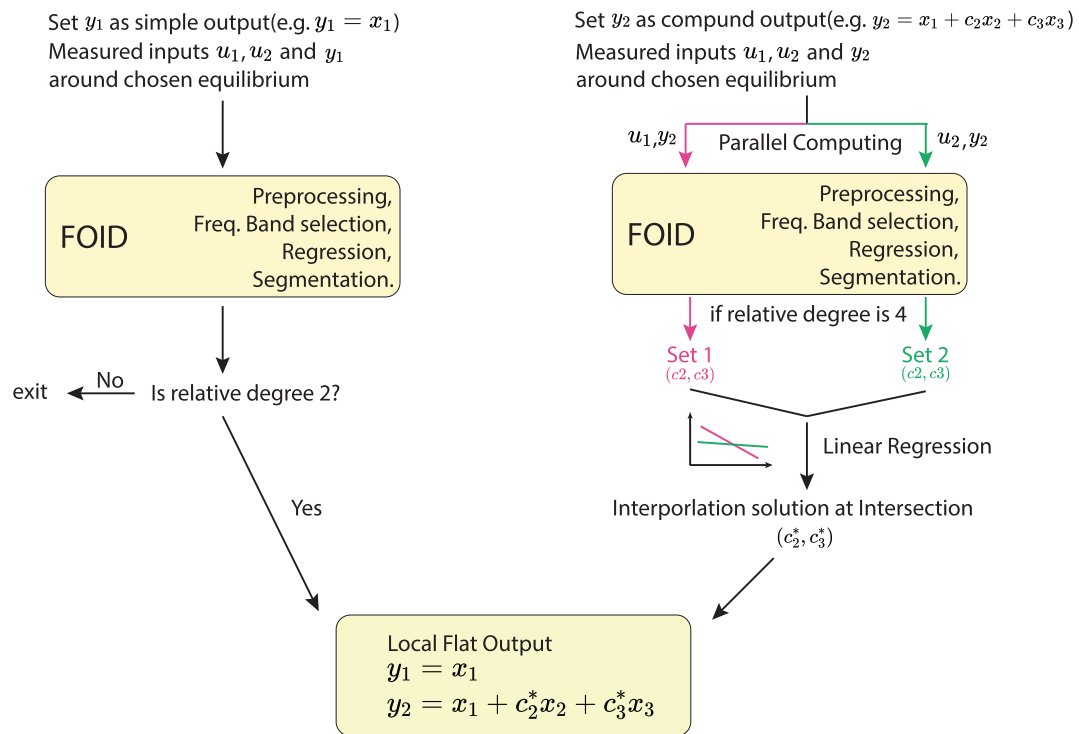 Set y₁ as simple output(e.g. y₁ = x₁)
Measured inputs u₁, u₂ and y₁
around chosen equilibrium
FOID
Preprocessing,
Freq. Band selection,
Regression,
Segmentation.
Is relative degree 2?
No
exit
Yes
Set y₂ as compund output(e.g. y₂ = x₁ + c₂x₂ + c₃x₃)
Measured inputs u₁, u₂ and y₂
around chosen equilibrium
u₁,y₂
Parallel Computing
u₂,y₂
FOID
Preprocessing,
Freq. Band selection,
Regression,
Segmentation.
if relative degree is 4
Set 1
(c2, c3)
Set 2
(c2, c3)
Linear Regression
Interporlation solution at Intersection
(c₂*, c₃*)
Local Flat Output
y₁ = x₁
y₂ = x₁ + c₂*x₂ + c₃*x₃